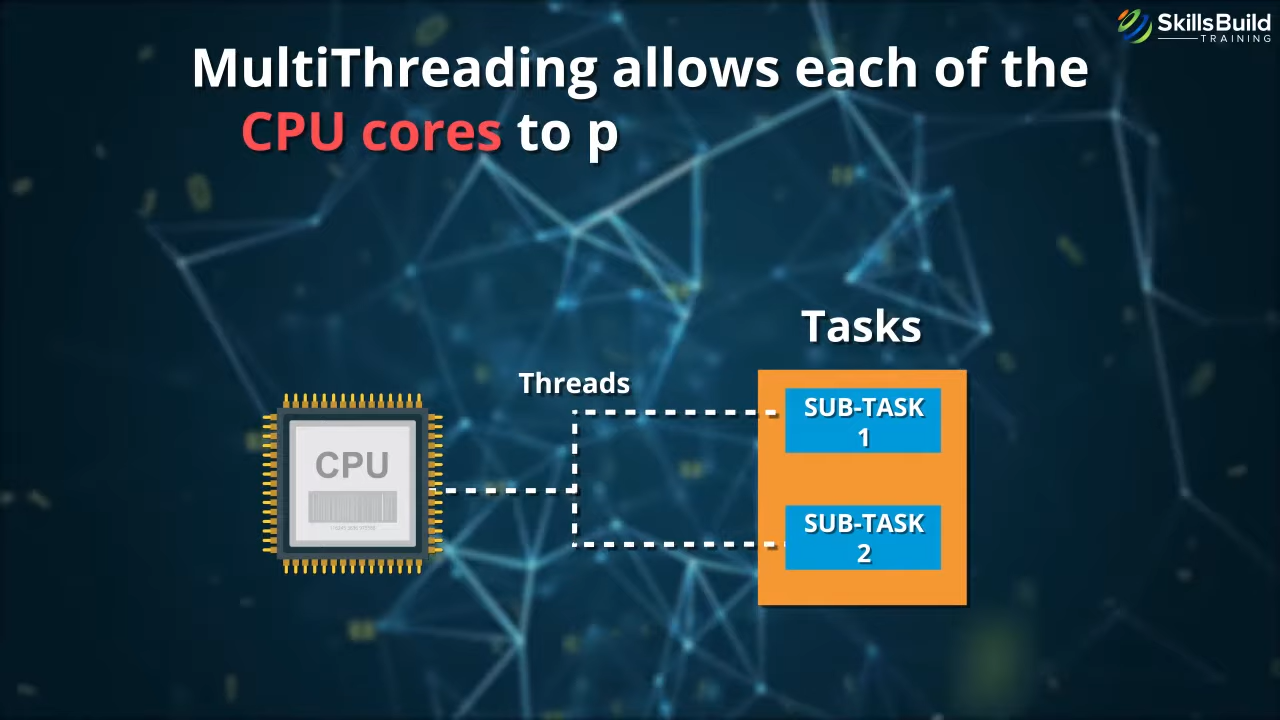 SkillsBuild
TRAINING
MultiThreading allows each of the
CPU cores to p
Tasks
Threads
SUB-TASK
1
CPU
SUB-TASK
2